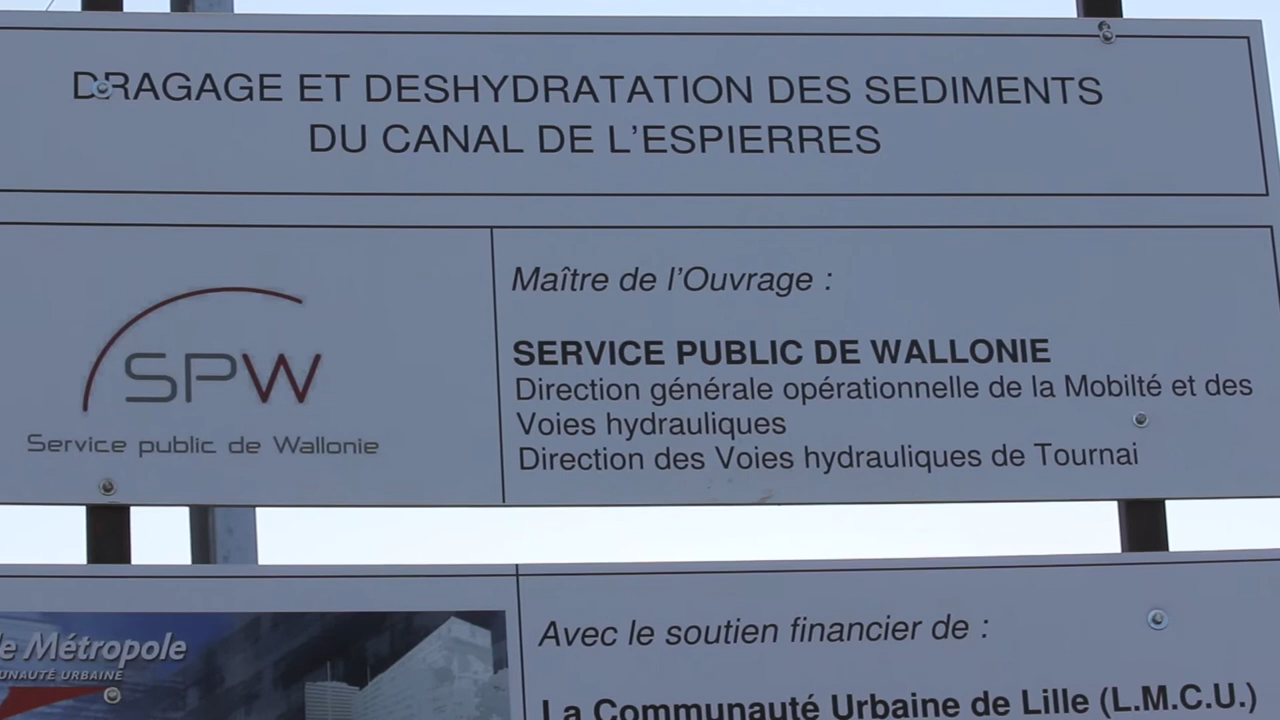 DRAGAGE ET DESHYDRATATION DES SEDIMENTS
DU CANAL DE L'ESPIERRES
SPW
Service public de Wallonie
Maître de l'Ouvrage :
SERVICE PUBLIC DE WALLONIE
Direction générale opérationnelle de la Mobilté et des
Voies hydrauliques
Direction des Voies hydrauliques de Tournai
Métropole
URBAINE
Avec le soutien financier de :
La Communauté Urbaine de Lille (L.M.C.U.)